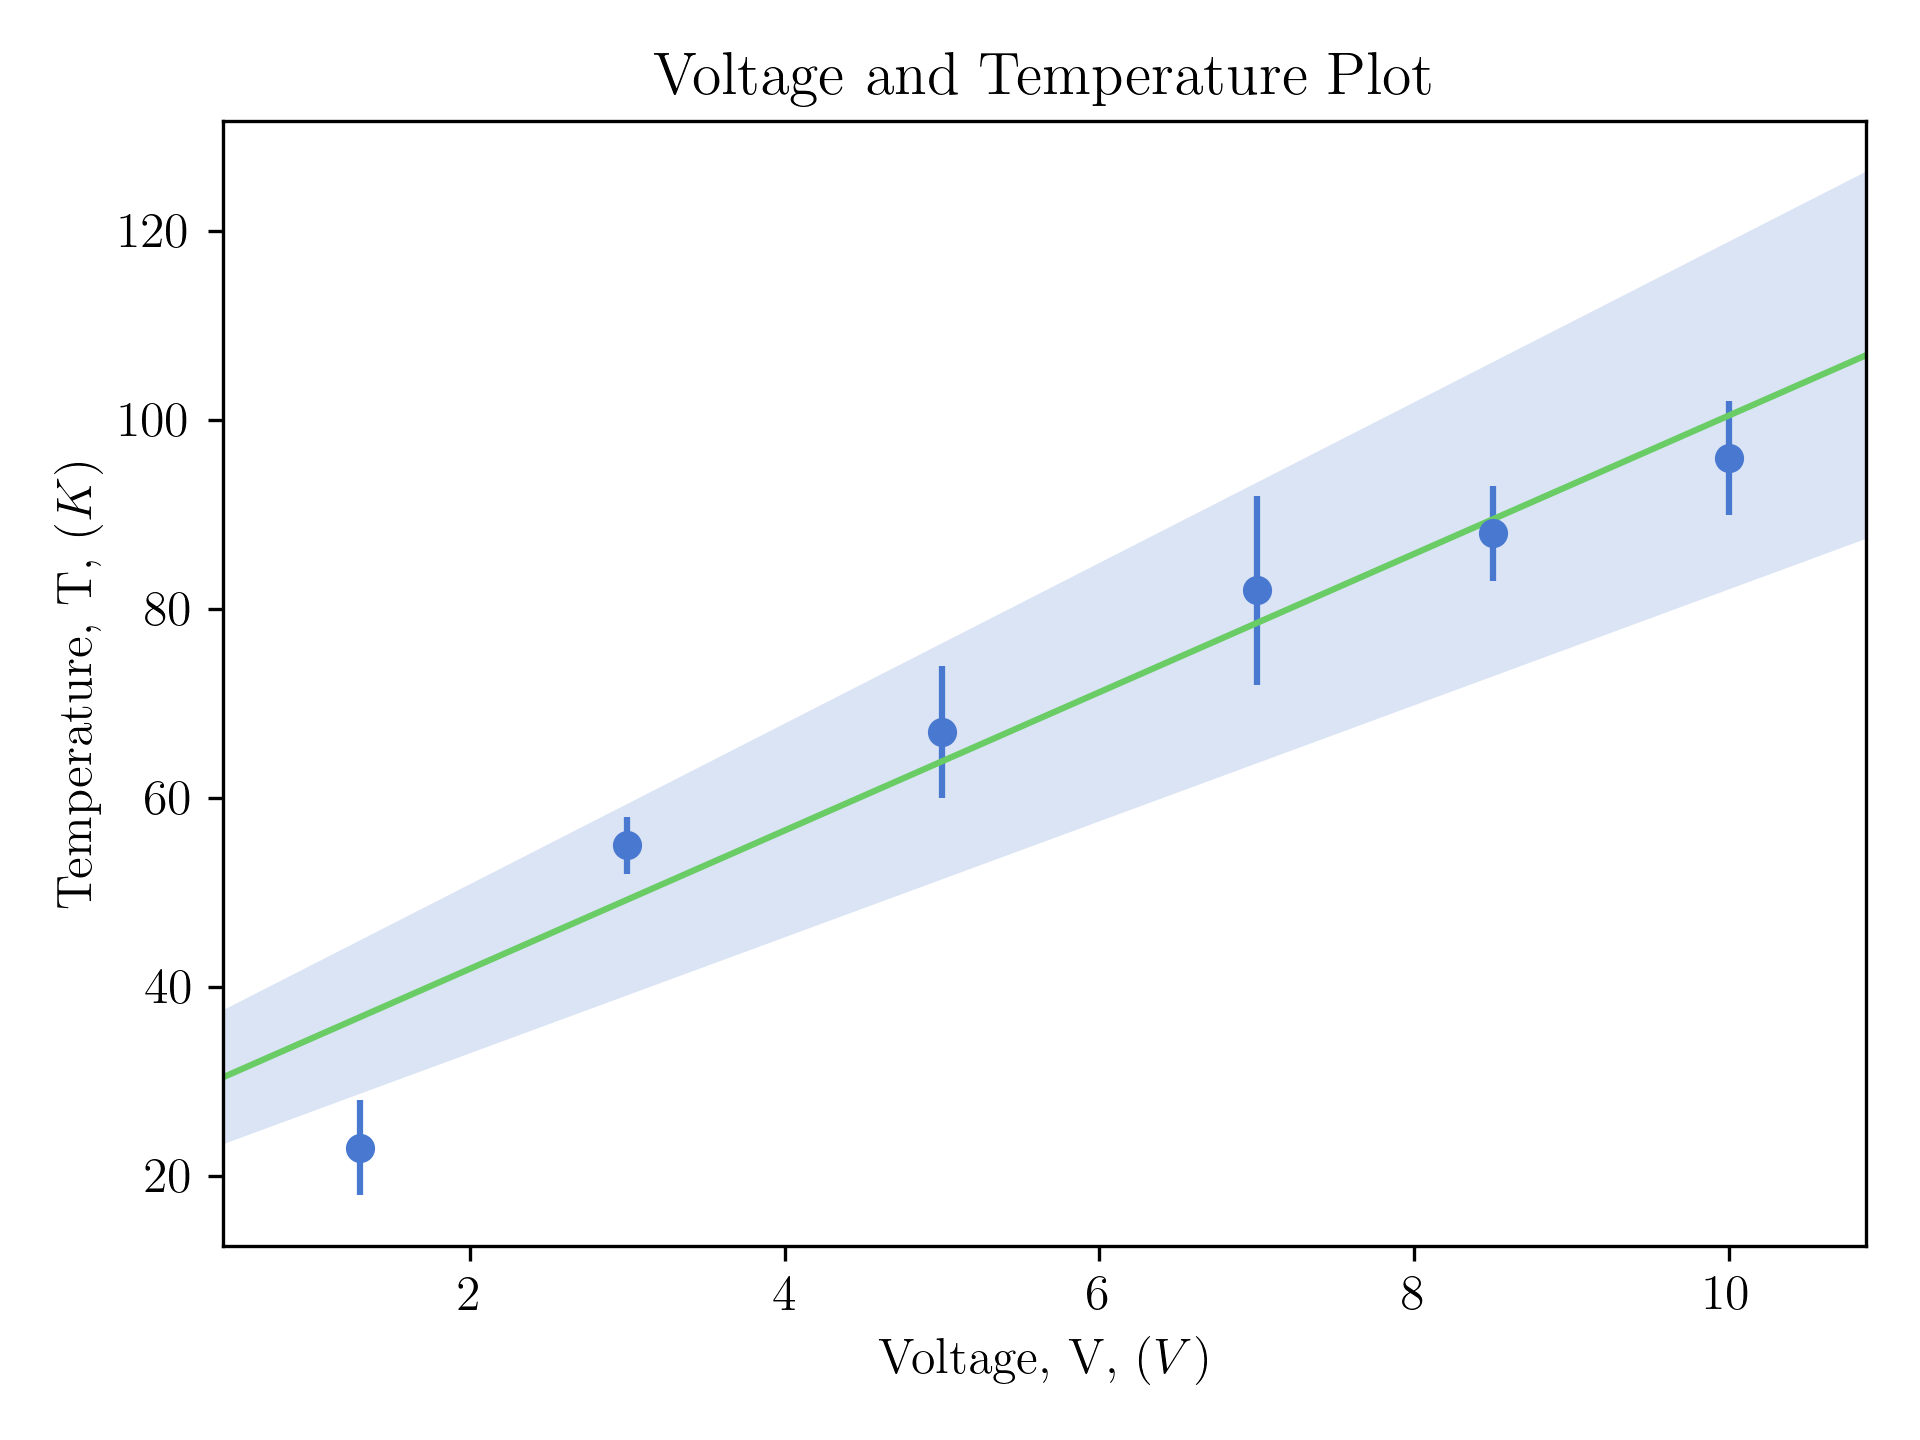 Voltage and Temperature Plot
Temperature, T, (K)
120
100
80
60
40
20
2 4 6 8 10
Voltage, V, (V)